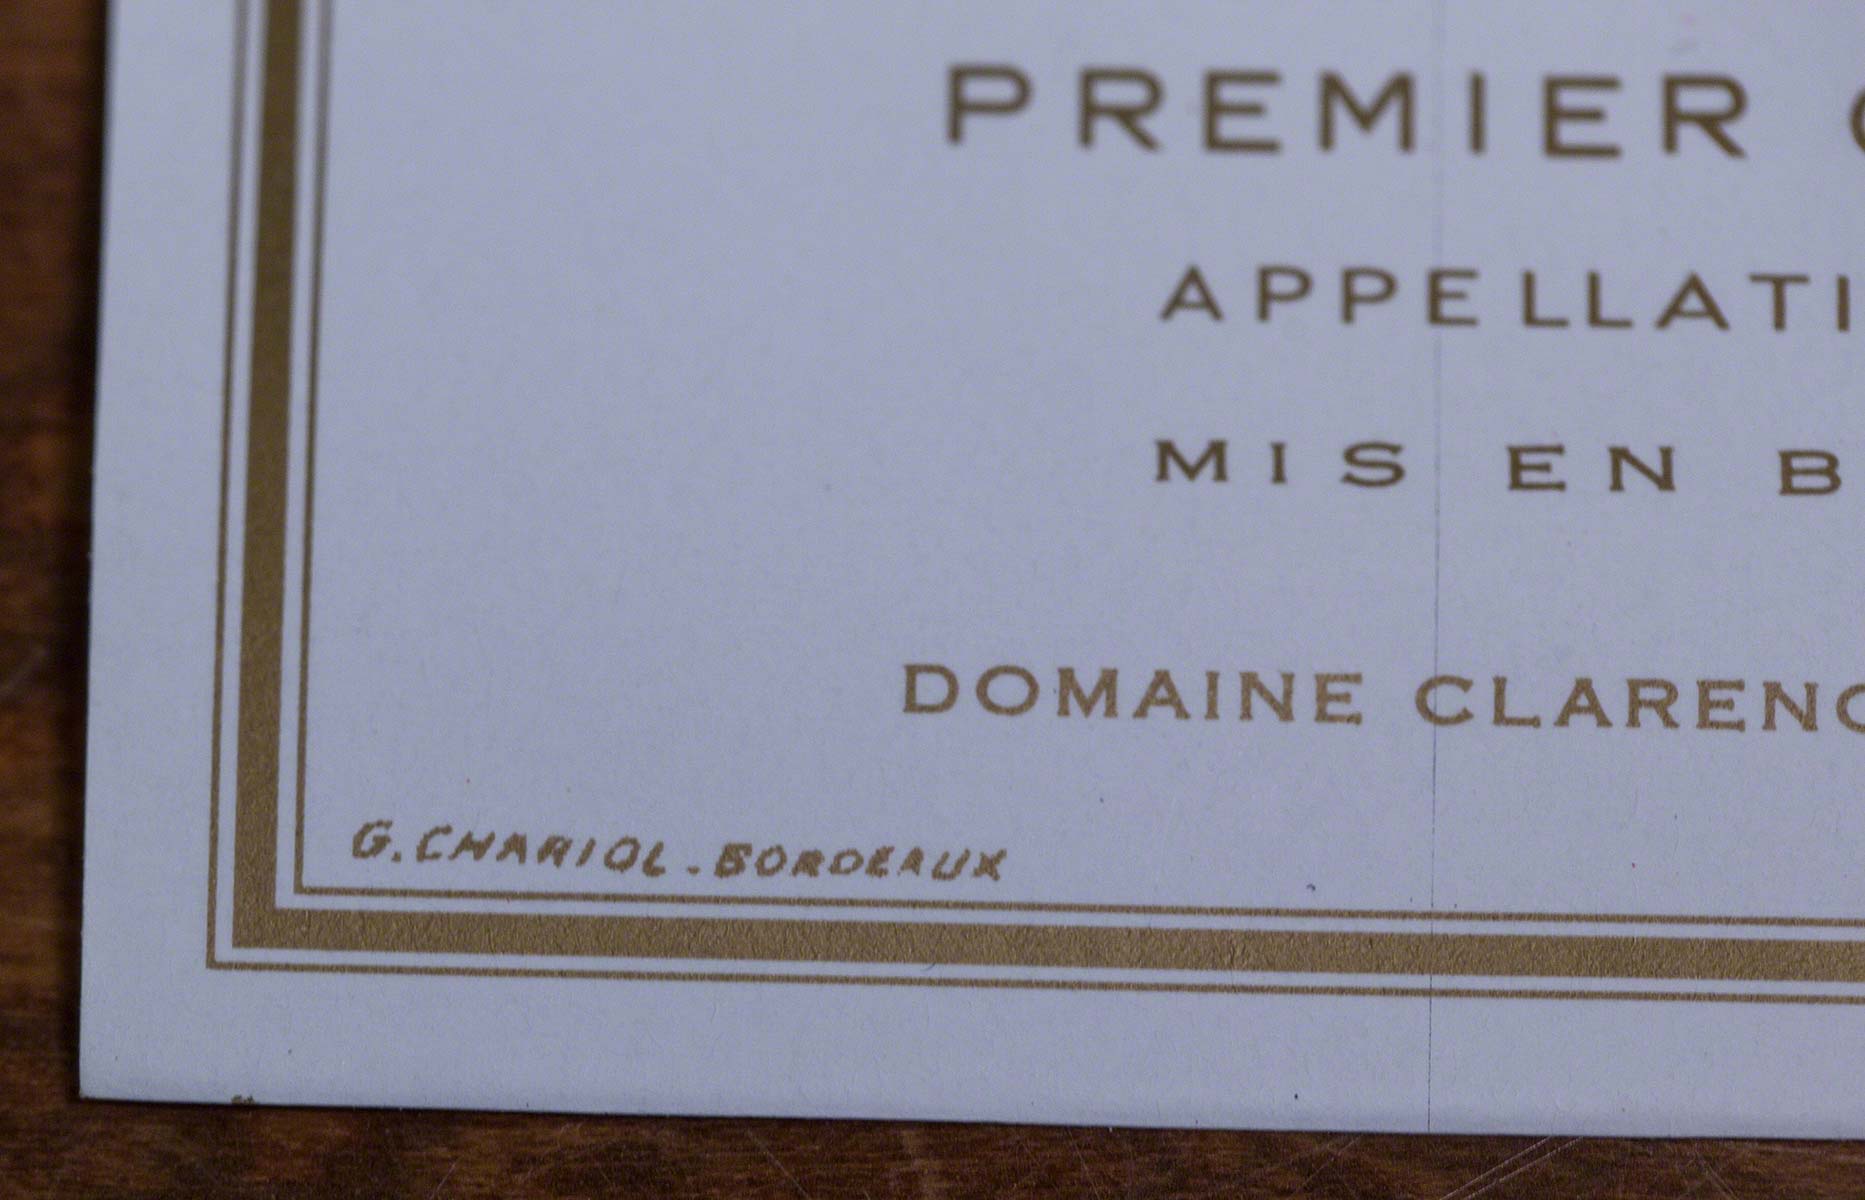 PREMIER
APPELLATI
MIS EN B
DOMAINE CLARENC
G. CHARIOL - BORDEAUX